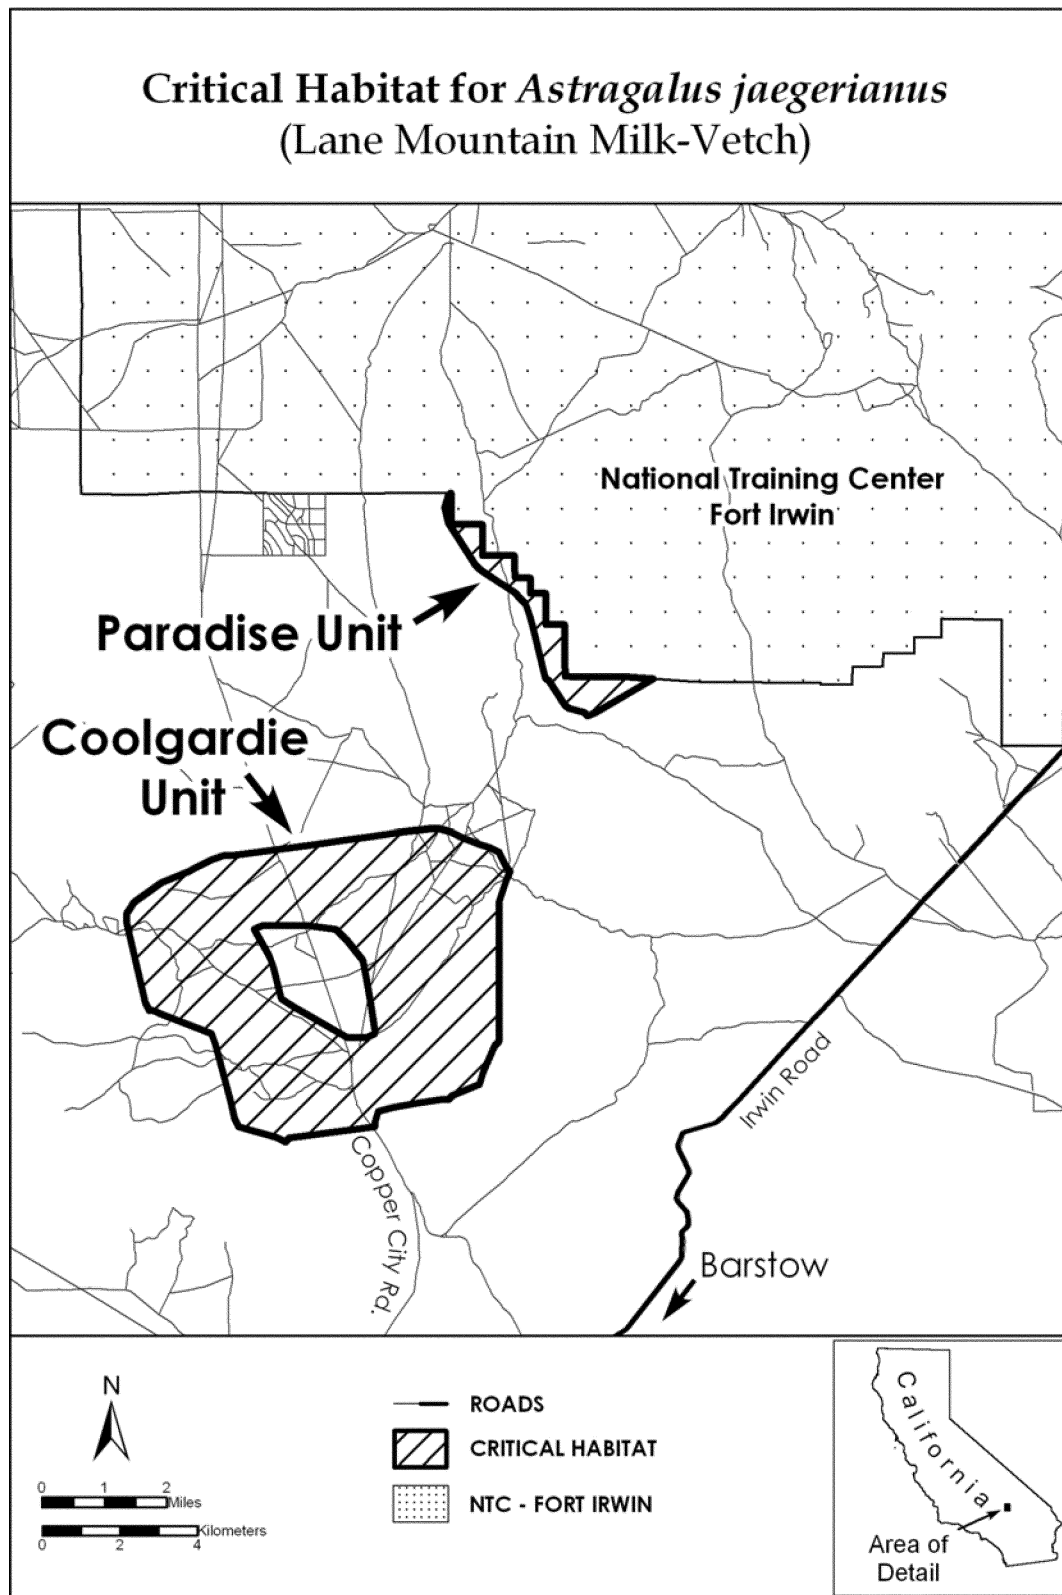 Critical Habitat for Astragalus jaegerianus
(Lane Mountain Milk-Vetch)
National Training Center
Fort Irwin
Paradise Unit
Coolgardie
Unit
Irwin Road
Copper City Rd.
Barstow
N
0 1 2
Miles
Kilometers
0 2 4
ROADS
CRITICAL HABITAT
NTC - FORT IRWIN
California
Area of
Detail